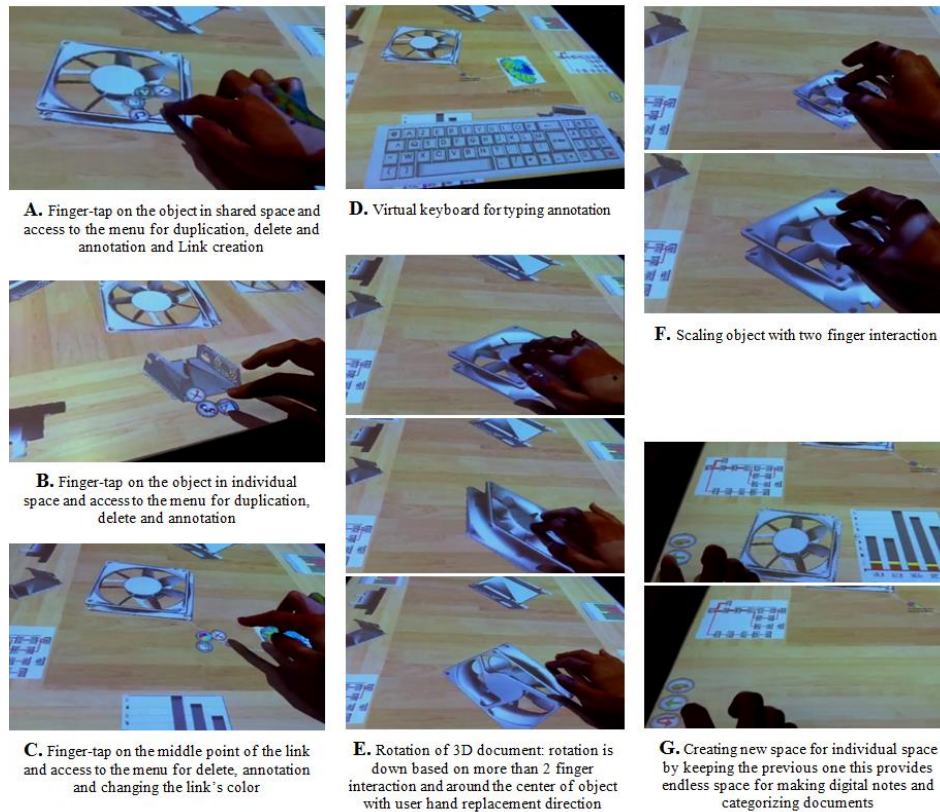 A. Finger-tap on the object in shared space and
access to the menu for duplication, delete and
annotation and Link creation
B. Finger-tap on the object in individual
space and access to the menu for duplication,
delete and annotation
C. Finger-tap on the middle point of the link
and access to the menu for delete, annotation
and changing the link's color
D. Virtual keyboard for typing annotation
E. Rotation of 3D document: rotation is
down based on more than 2 finger
interaction and around the center of object
with user hand replacement direction
F. Scaling object with two finger interaction
G. Creating new space for individual space
by keeping the previous one this provides
endless space for making digital notes and
categorizing documents